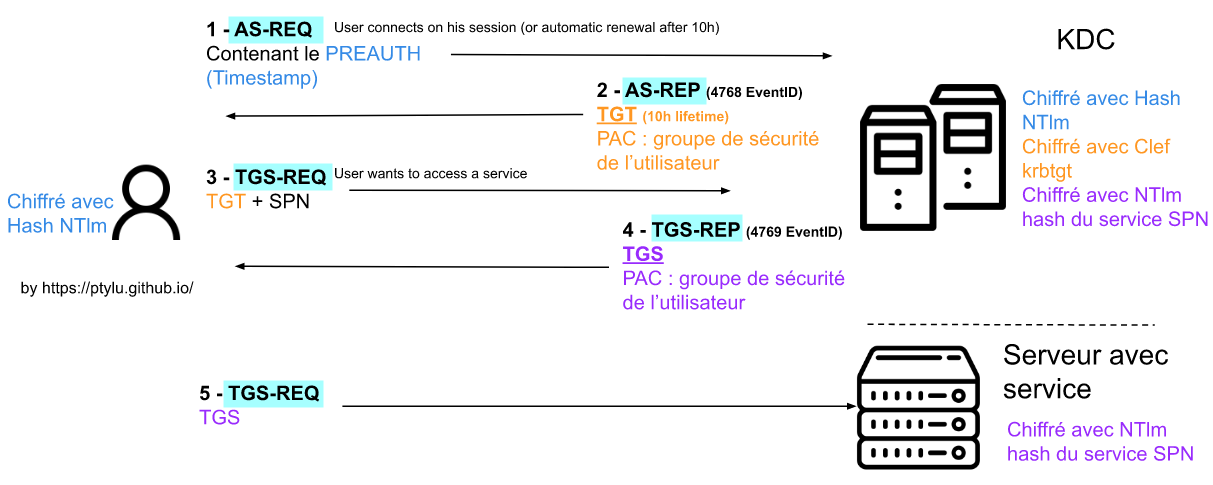 1 - AS-REQ User connects on his session (or automatic renewal after 10h)
Contenant le PREAUTH
(Timestamp)
KDC
2 - AS-REP (4768 EventID)
TGT (10h lifetime)
PAC : groupe de sécurité
de l'utilisateur
Chiffré avec Hash
NTlm
Chiffré avec Clef
krbtgt
Chiffré avec NTlm
hash du service SPN
3 - TGS-REQ User wants to access a service
TGT + SPN
Chiffré avec
Hash NTlm
4 - TGS-REP (4769 EventID)
TGS
PAC : groupe de sécurité
de l'utilisateur
by https://ptylu.github.io/
Serveur avec
service
5 - TGS-REQ
TGS
Chiffré avec NTlm
hash du service SPN